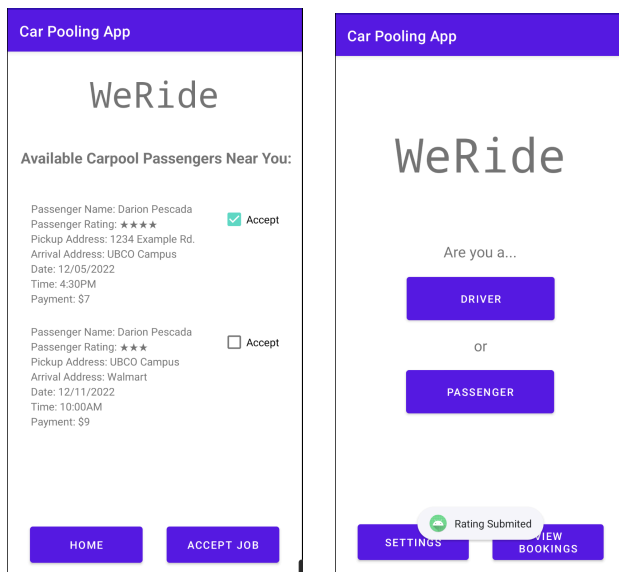 Car Pooling App
WeRide
Available Carpool Passengers Near You:
Passenger Name: Darion Pescada
Passenger Rating: ★★★★
Pickup Address: 1234 Example Rd.
Arrival Address: UBCO Campus
Date: 12/05/2022
Time: 4:30PM
Payment: $7
Accept
Passenger Name: Darion Pescada
Passenger Rating: ★★★
Pickup Address: UBCO Campus
Arrival Address: Walmart
Date: 12/11/2022
Time: 10:00AM
Payment: $9
Accept
HOME
ACCEPT JOB
Car Pooling App
WeRide
Are you a...
DRIVER
or
PASSENGER
Rating Submited
SETTINGS
VIEW
BOOKINGS